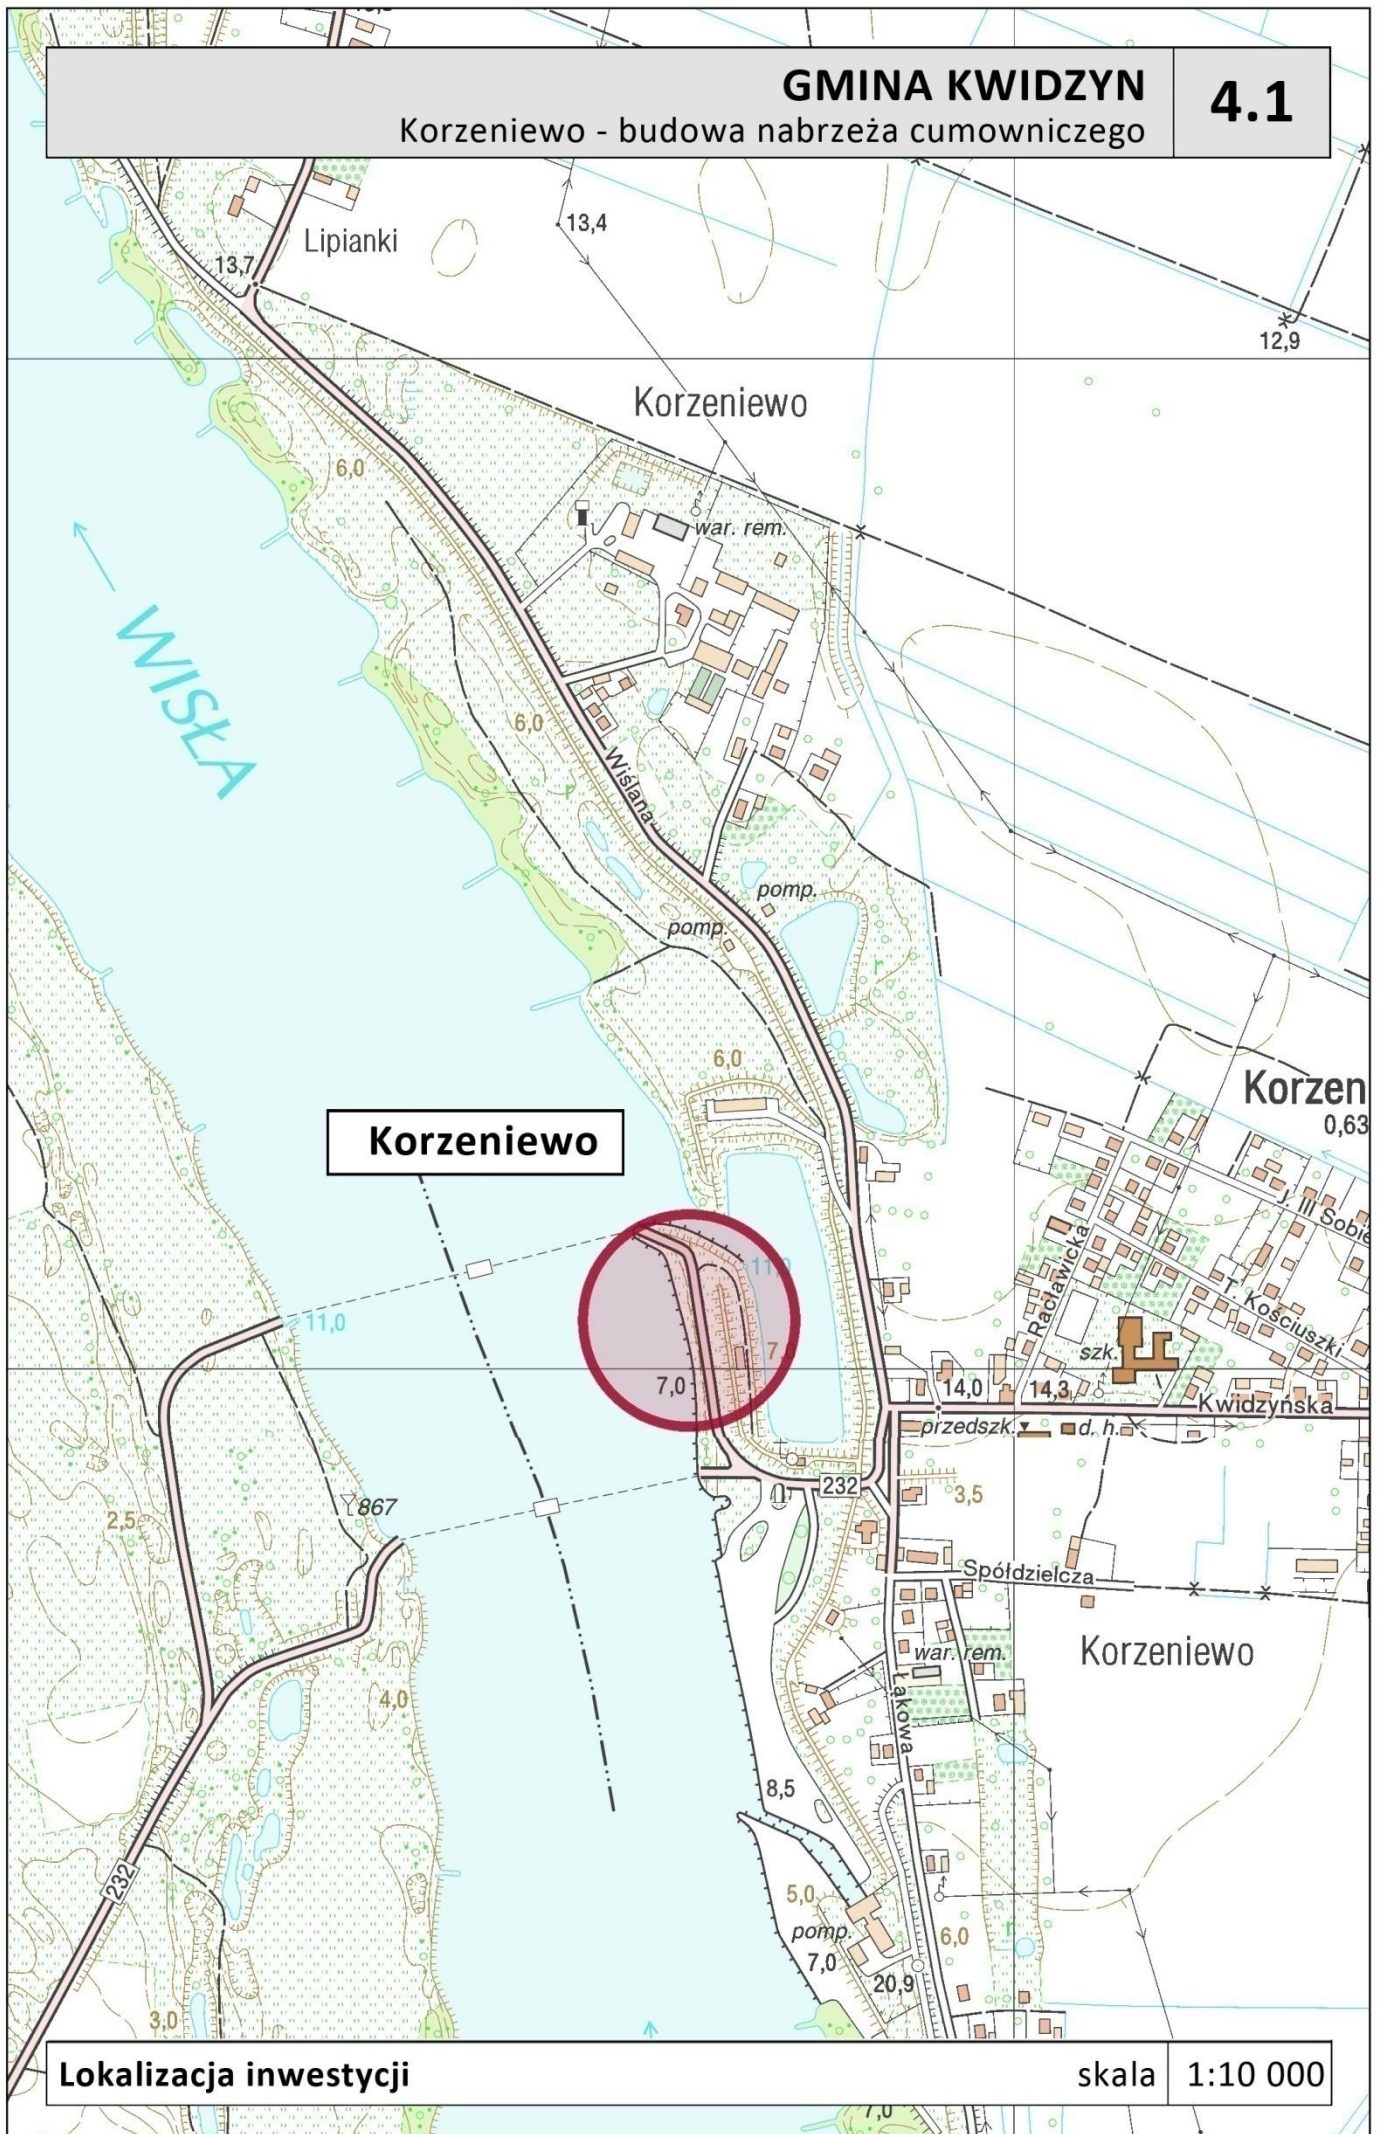 GMINA KWIDZYN
Korzeniewo - budowa nabrzeża cumowniczego
4.1
Lipianki
13,4
13,7
12,9
Korzeniewo
6,0
war. rem.
WISŁA
6,0
Wiślana
r
pomp.
pomp.
r
6,0
Korzen
0,63
Korzeniewo
J. III Sobie
Racławicka
T. Kościuszki
11,0
11,0
7,0
szk.
7,0
14,0
14,3
Kwidzyńska
przedszk.
d. h.
232
3,5
867
2,5
Spółdzielcza
war. rem.
Korzeniewo
Łąkowa
4,0
8,5
232
5,0
pomp.
7,0
6,0
r
20,9
3,0
Lokalizacja inwestycji
skala
1:10 000
7,0